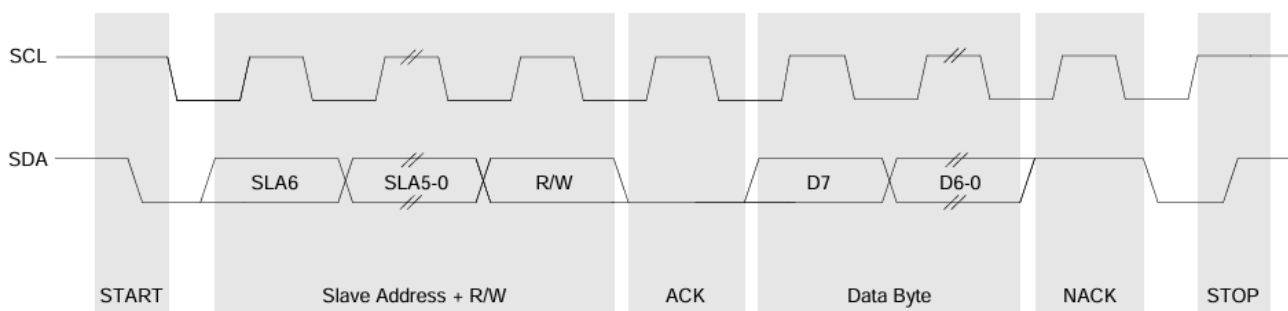 SCL
SDA
SLA6 SLA5-0 R/W D7 D6-0
START Slave Address + R/W ACK Data Byte NACK STOP